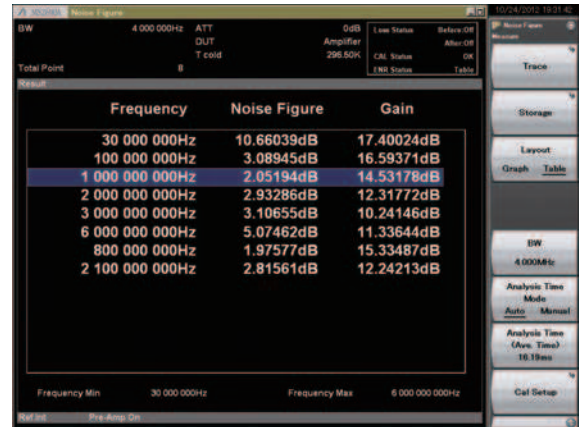 Noise Figure
10/24/2012 19:31:42
BW 4 000 000Hz ATT 0dB
DUT Amplifier
T cold 296.50K
Total Point 8
Loss Status Before:Off
After:Off
CAL Status OK
ENR Status Table
Result
Frequency Noise Figure Gain
30 000 000Hz 10.66039dB 17.40024dB
100 000 000Hz 3.08945dB 16.59371dB
1 000 000 000Hz 2.05194dB 14.53178dB
2 000 000 000Hz 2.93286dB 12.31772dB
3 000 000 000Hz 3.10655dB 10.24146dB
6 000 000 000Hz 5.07462dB 11.33644dB
800 000 000Hz 1.97577dB 15.33487dB
2 100 000 000Hz 2.81561dB 12.24213dB
Frequency Min 30 000 000Hz Frequency Max 6 000 000 000Hz
Ref.Int Pre-Amp On
Noise Figure
Measure
Trace
Storage
Layout
Graph Table
BW
4.000MHz
Analysis Time
Mode
Auto Manual
Analysis Time
(Ave. Time)
16.19ms
Cal Setup